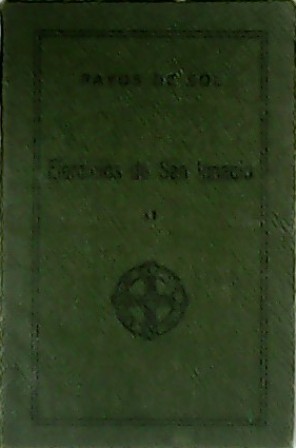 RAYOS DE SOL
Ejercicios de San Ignacio